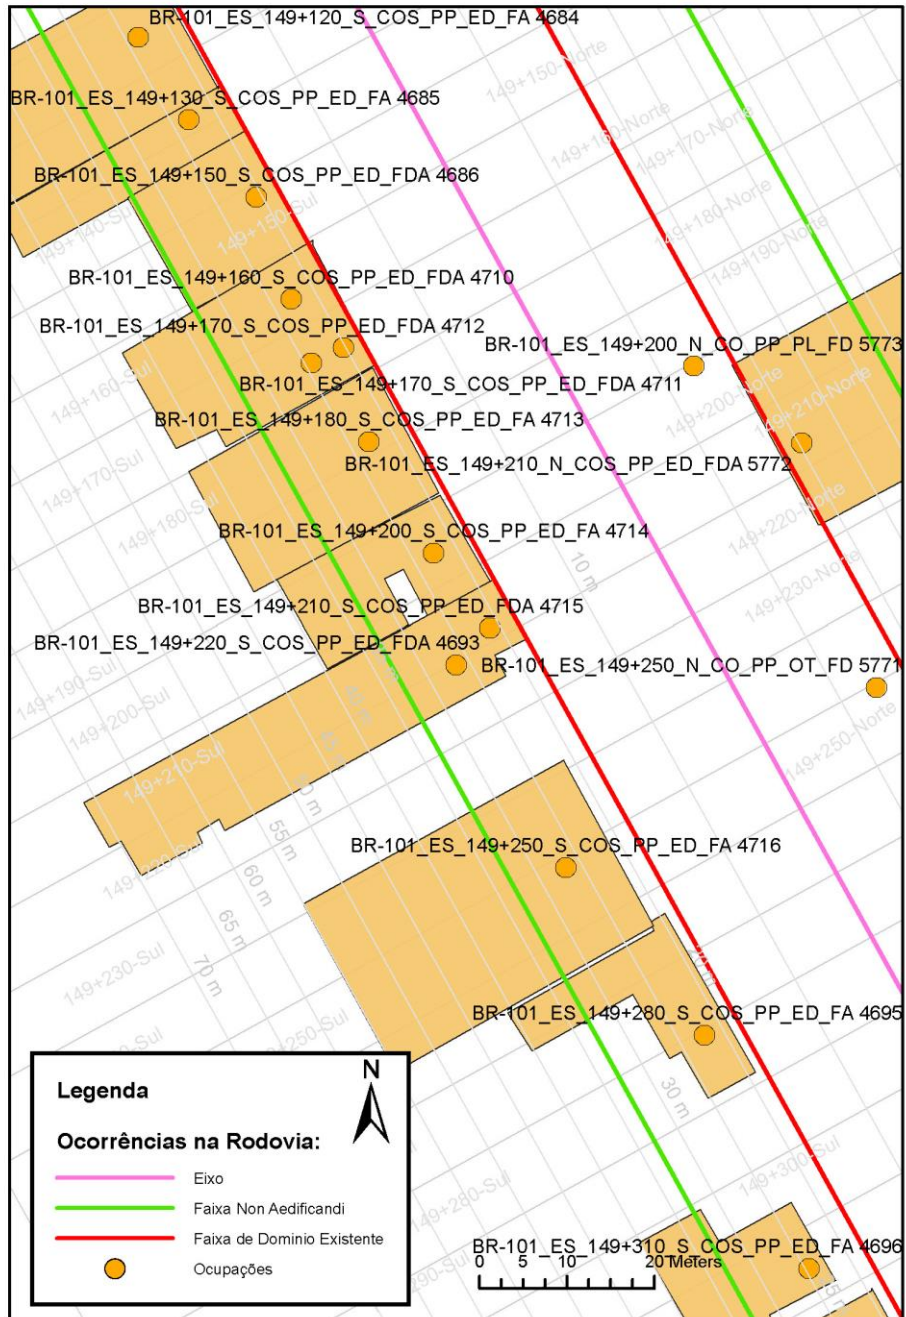 BR-101_ES_149+120_S_COS_PP_ED_FA 4684
149+150-Norte
BR-101_ES_149+130_S_COS_PP_ED_FA 4685
149+160-Norte
149+170-Norte
BR-101_ES_149+150_S_COS_PP_ED_FDA 4686
149+140-Sul
149+150-Sul
149+180-Norte
149+190-Norte
BR-101_ES_149+160_S_COS_PP_ED_FDA 4710
BR-101_ES_149+170_S_COS_PP_ED_FDA 4712
BR-101_ES_149+200_N_CO_PP_PL_FD 5773
BR-101_ES_149+170_S_COS_PP_ED_FDA 4711
149+160-Sul
149+200-Norte
149+210-Norte
BR-101_ES_149+180_S_COS_PP_ED_FA 4713
BR-101_ES_149+210_N_COS_PP_ED_FDA 5772
149+170-Sul
149+180-Sul
149+220-Norte
BR-101_ES_149+200_S_COS_PP_ED_FA 4714
10 m
149+230-Norte
BR-101_ES_149+210_S_COS_PP_ED_FDA 4715
BR-101_ES_149+220_S_COS_PP_ED_FDA 4693
BR-101_ES_149+250_N_CO_PP_OT_FD 5771
149+190-Sul
149+200-Sul
149+250-Norte
149+210-Sul
55 m
BR-101_ES_149+250_S_COS_PP_ED_FA 4716
149+220-Sul
60 m
65 m
70 m
149+230-Sul
BR-101_ES_149+280_S_COS_PP_ED_FA 4695
30 m
149+300-Sul
149+280-Sul
BR-101_ES_149+310_S_COS_PP_ED_FA 4696
0 5 10 20 Meters
N
Legenda
Ocorrências na Rodovia:
Eixo
Faixa Non Aedificandi
Faixa de Dominio Existente
Ocupações